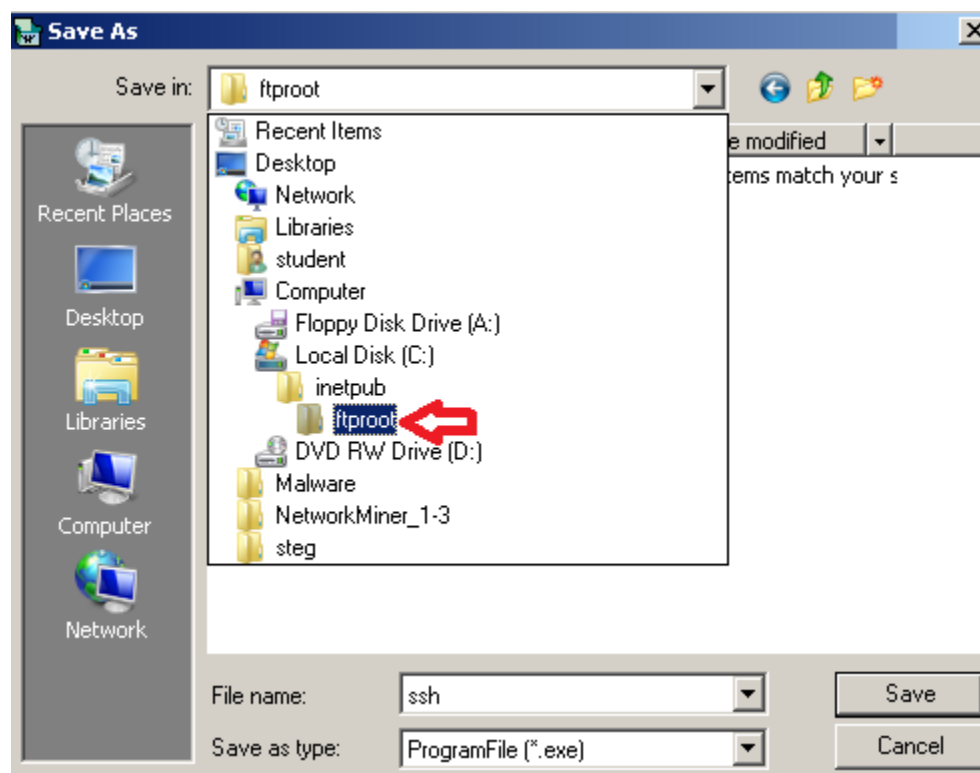 Save As
Save in:
ftproot
Recent Items
Desktop
Network
Libraries
student
Computer
Floppy Disk Drive (A:)
Local Disk (C:)
inetpub
ftproot
DVD RW Drive (D:)
Malware
NetworkMiner_1-3
steg
e modified
ems match your s
Recent Places
Desktop
Libraries
Computer
Network
File name:
ssh
Save
Save as type:
ProgramFile (*.exe)
Cancel